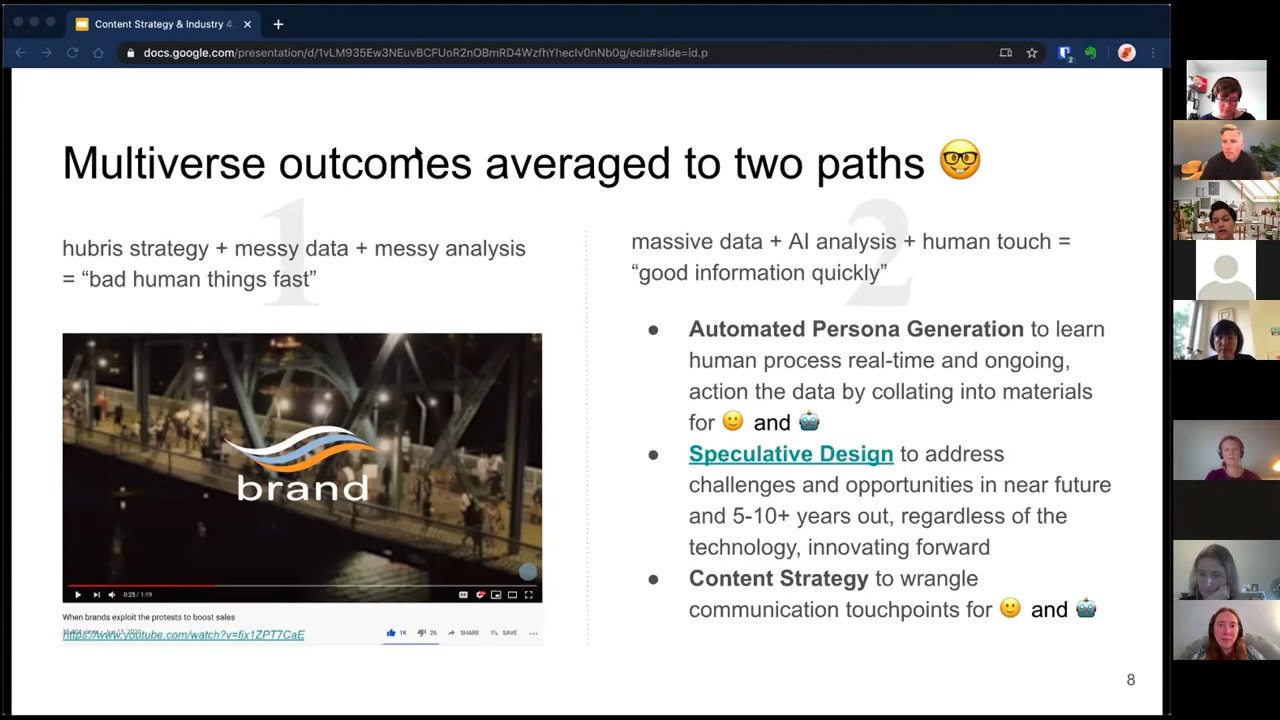 Content Strategy & Industry 4
docs.google.com/presentation/d/1vLM935Ew3NEuvBCFUoR2nOBmRD4WzfhYhecIv0nNb0g/edit#slide=id.p
2
Multiverse outcomes averaged to two paths 🤓
1
hubris strategy + messy data + messy analysis
= “bad human things fast”
brand
0:25 / 1:19
When brands exploit the protests to boost sales
https://www.youtube.com/watch?v=fjx1ZPT7CaE
1K 26 SHARE SAVE
2
massive data + AI analysis + human touch =
“good information quickly”
● Automated Persona Generation to learn
human process real-time and ongoing,
action the data by collating into materials
for 🙂 and 🤖
● Speculative Design to address
challenges and opportunities in near future
and 5-10+ years out, regardless of the
technology, innovating forward
● Content Strategy to wrangle
communication touchpoints for 🙂 and 🤖
8